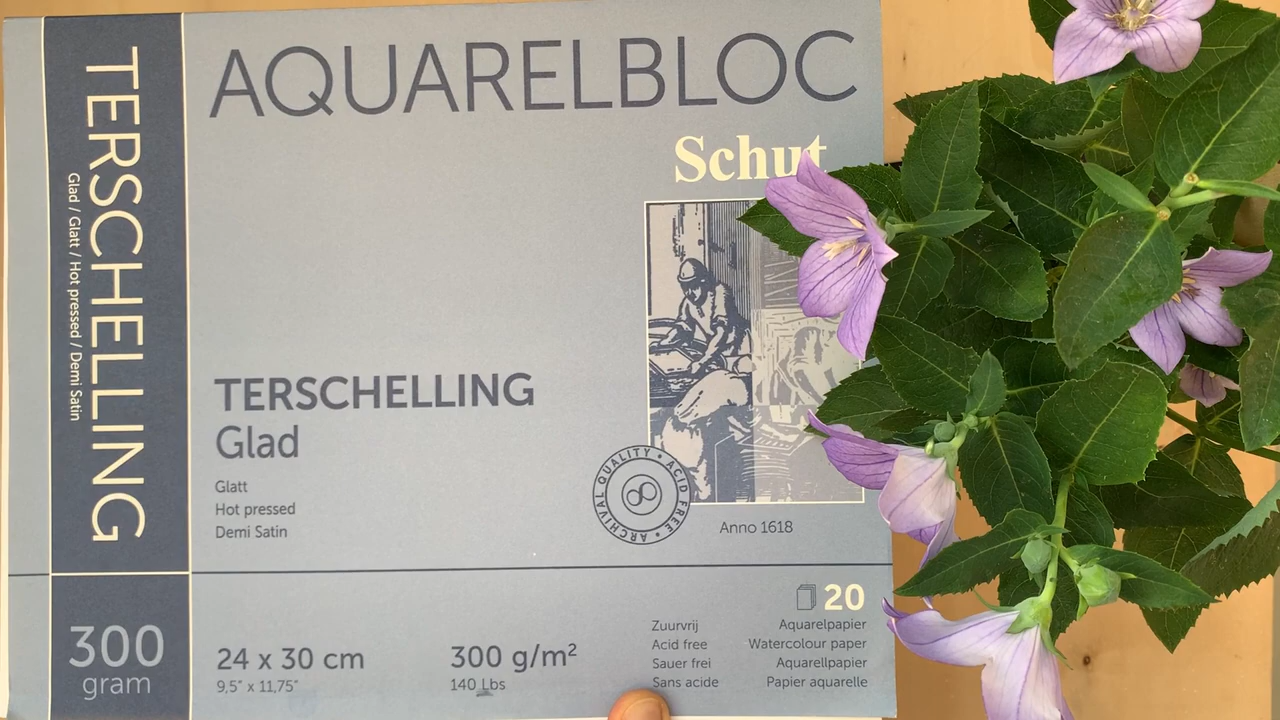 TERSCHELLING
Glad / Glatt / Hot pressed / Demi Satin
300
gram
AQUARELBLOC
Schut
TERSCHELLING
Glad
Glatt
Hot pressed
Demi Satin
ARCHIVAL QUALITY • ACID FREE •
Anno 1618
24 x 30 cm
9,5” x 11,75”
300 g/m²
140 Lbs
20
Zuurvrij
Acid free
Sauer frei
Sans acide
Aquarelpapier
Watercolour paper
Aquarellpapier
Papier aquarelle